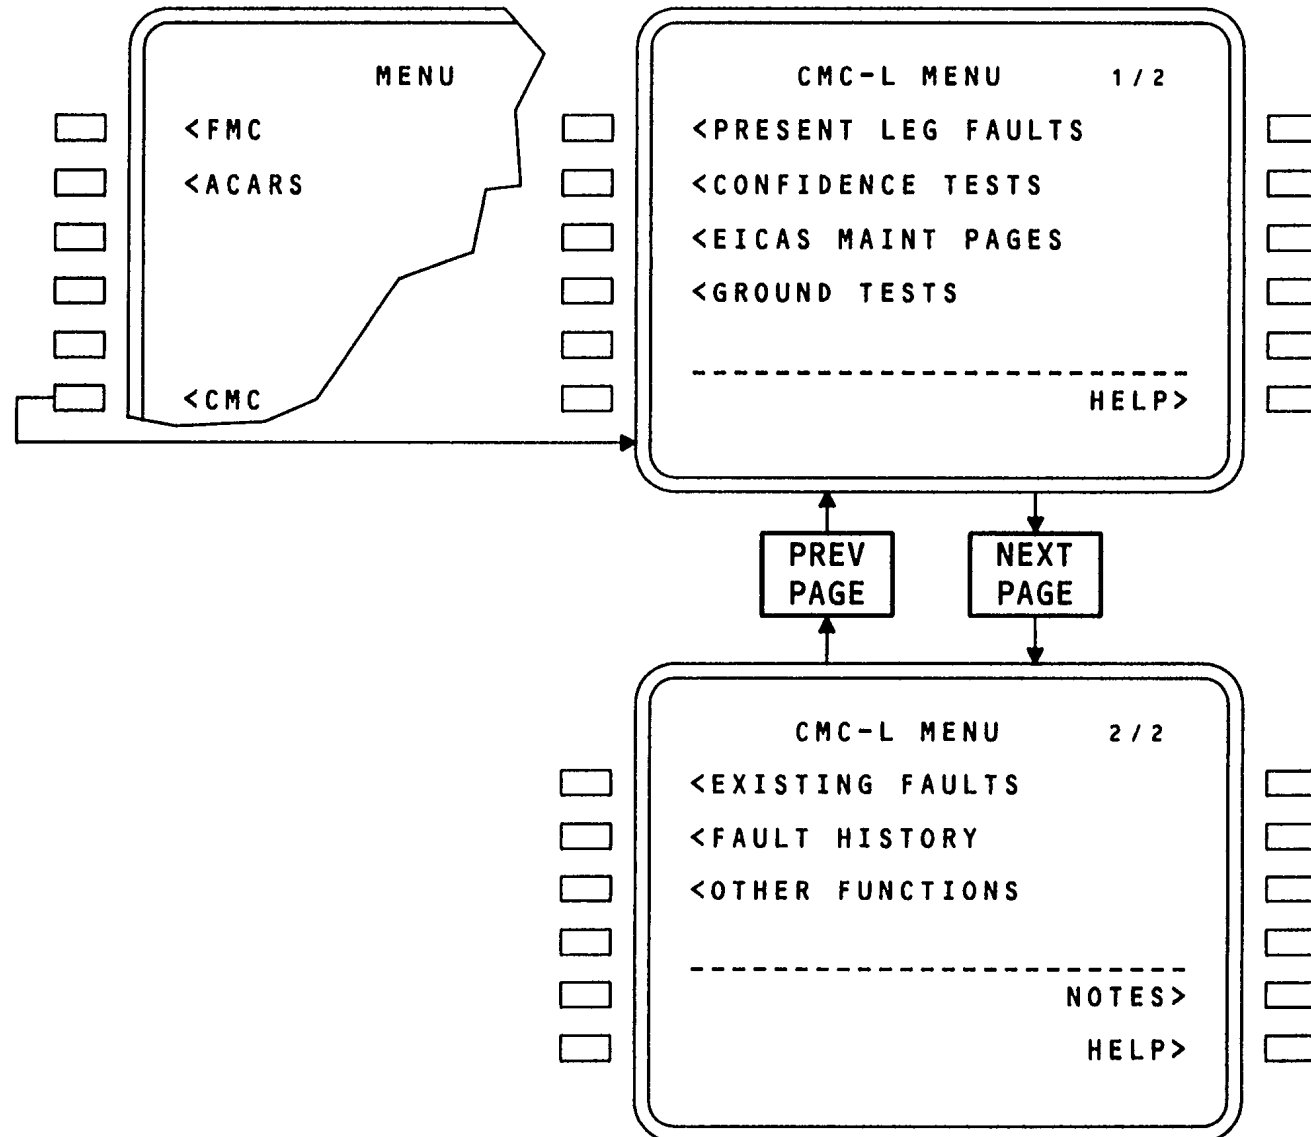 MENU
<FMC
<ACARS
<CMC
CMC-L MENU 1/2
<PRESENT LEG FAULTS
<CONFIDENCE TESTS
<EICAS MAINT PAGES
<GROUND TESTS
------------------------
HELP>
PREV
PAGE
NEXT
PAGE
CMC-L MENU 2/2
<EXISTING FAULTS
<FAULT HISTORY
<OTHER FUNCTIONS
------------------------
NOTES>
HELP>